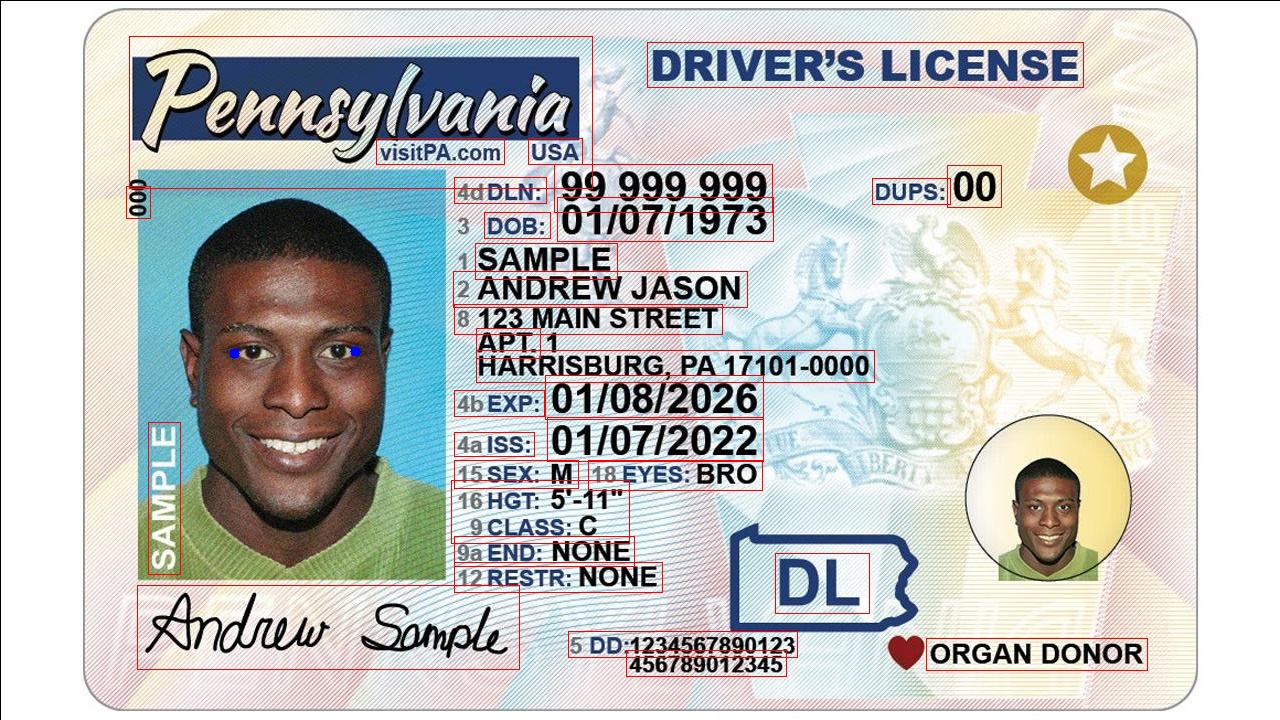 Pennsylvania
DRIVER'S LICENSE
visitPA.com USA
000
4d DLN: 99 999 999
DUPS: 00
3 DOB: 01/07/1973
1 SAMPLE
2 ANDREW JASON
8 123 MAIN STREET
APT. 1
HARRISBURG, PA 17101-0000
4b EXP: 01/08/2026
4a ISS: 01/07/2022
15 SEX: M 18 EYES: BRO
16 HGT: 5'-11"
9 CLASS: C
9a END: NONE
12 RESTR: NONE
SAMPLE
DL
Andrew Sample
5 DD:1234567890123
456789012345
ORGAN DONOR